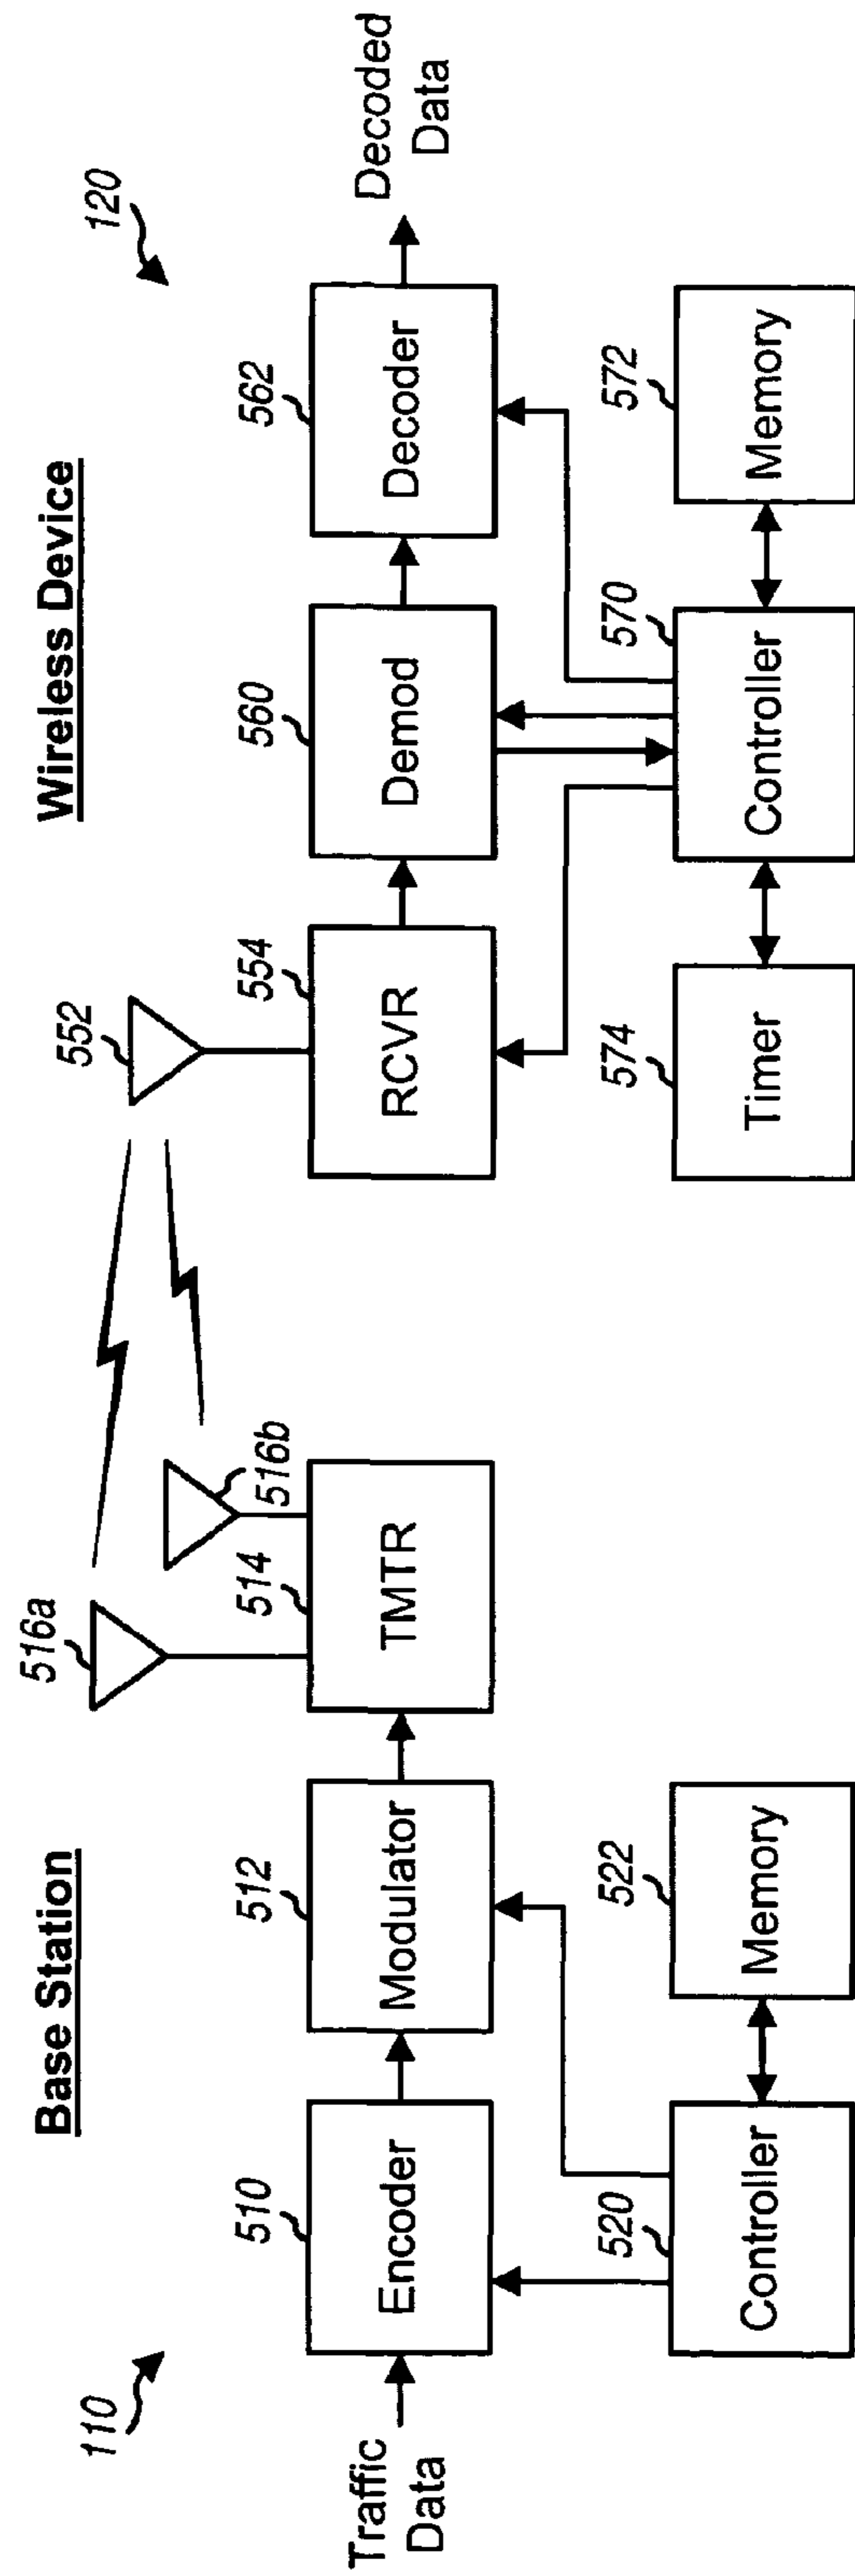 Base Station
Wireless Device
110
516a
516b
552
120
510
512
514
554
560
562
Traffic
Data
Encoder
Modulator
TMTR
RCVR
Demod
Decoder
Decoded
Data
520
522
574
570
572
Controller
Memory
Timer
Controller
Memory